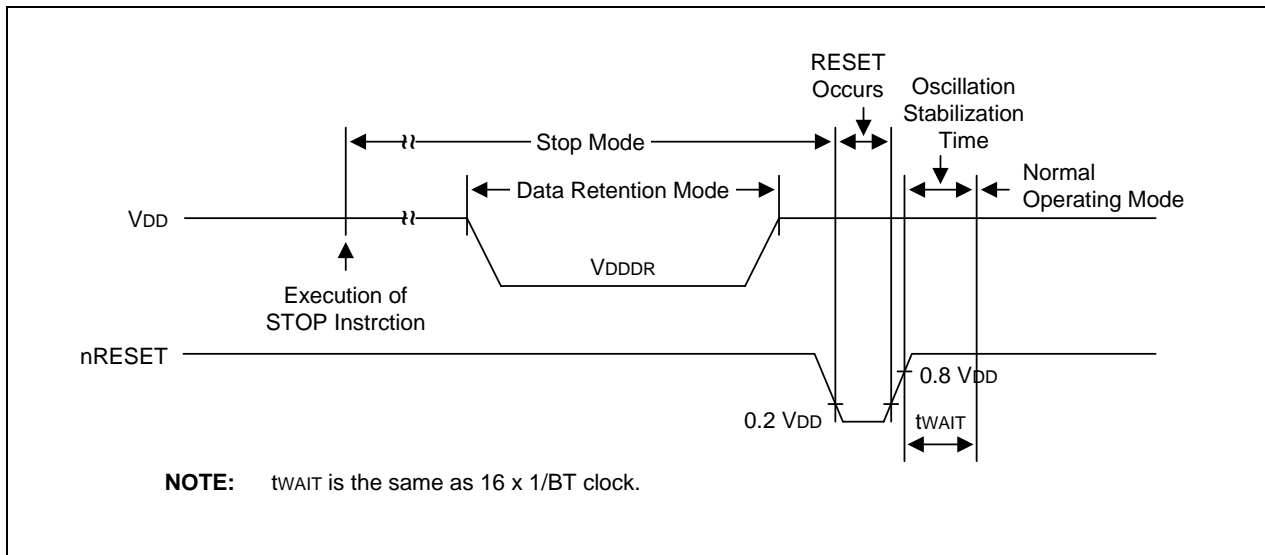 RESET
Occurs
Oscillation
Stabilization
Time
Stop Mode
Normal
Operating Mode
Data Retention Mode
VDD
VDDDR
Execution of
STOP Instrction
nRESET
0.8 VDD
0.2 VDD
tWAIT
NOTE: tWAIT is the same as 16 x 1/BT clock.